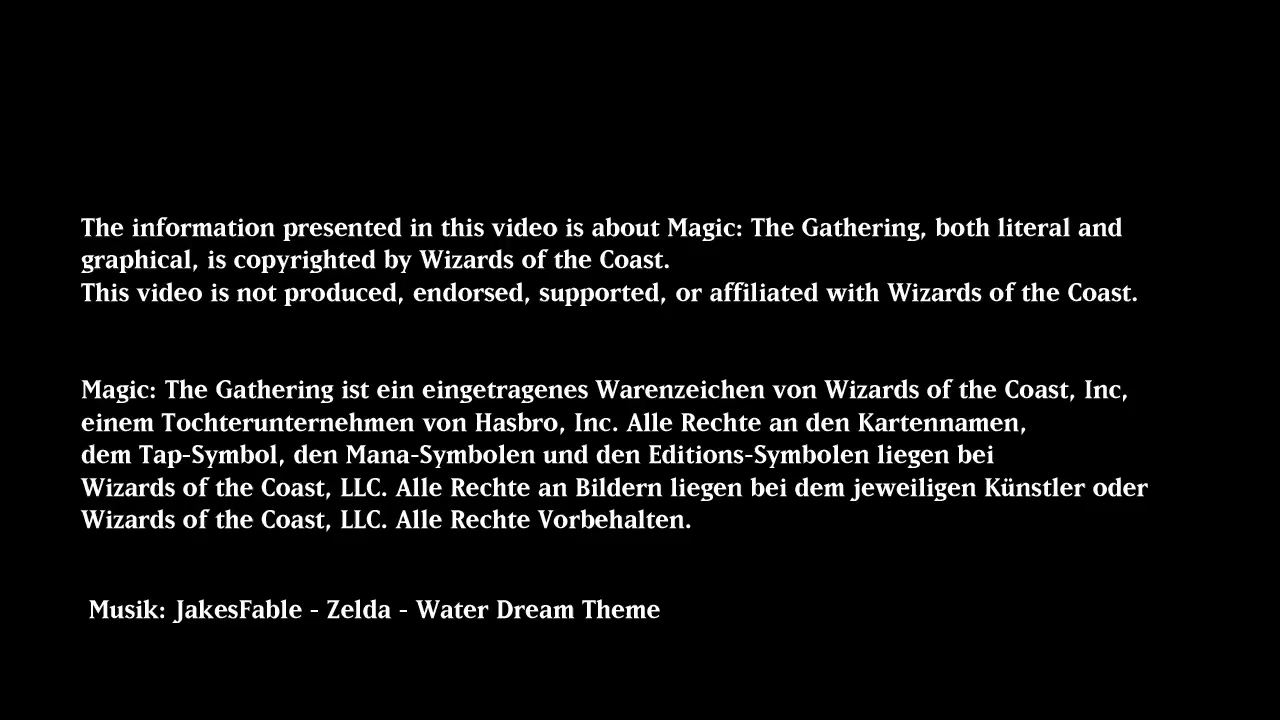 The information presented in this video is about Magic: The Gathering, both literal and
graphical, is copyrighted by Wizards of the Coast.
This video is not produced, endorsed, supported, or affiliated with Wizards of the Coast.
Magic: The Gathering ist ein eingetragenes Warenzeichen von Wizards of the Coast, Inc,
einem Tochterunternehmen von Hasbro, Inc. Alle Rechte an den Kartennamen,
dem Tap-Symbol, den Mana-Symbolen und den Editions-Symbolen liegen bei
Wizards of the Coast, LLC. Alle Rechte an Bildern liegen bei dem jeweiligen Künstler oder
Wizards of the Coast, LLC. Alle Rechte Vorbehalten.
Musik: JakesFable - Zelda - Water Dream Theme